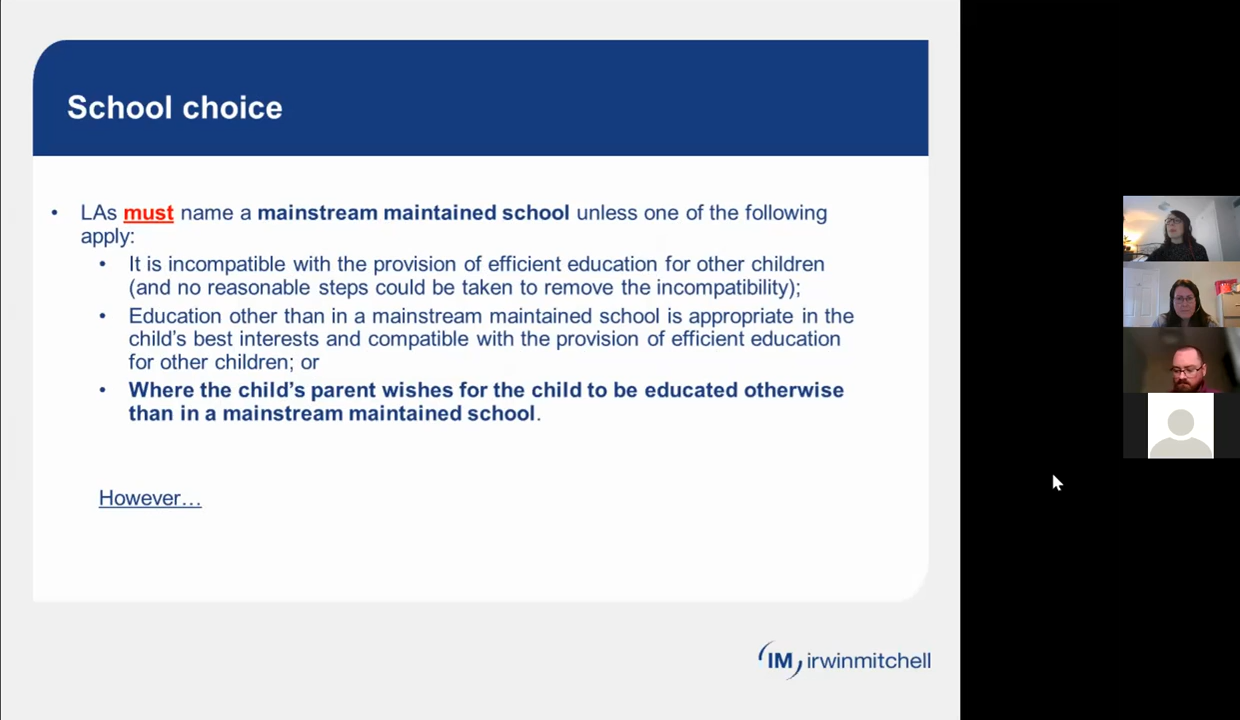 School choice
• LAs must name a mainstream maintained school unless one of the following
apply:
• It is incompatible with the provision of efficient education for other children
(and no reasonable steps could be taken to remove the incompatibility);
• Education other than in a mainstream maintained school is appropriate in the
child's best interests and compatible with the provision of efficient education
for other children; or
• Where the child's parent wishes for the child to be educated otherwise
than in a mainstream maintained school.
However…
IM irwinmitchell